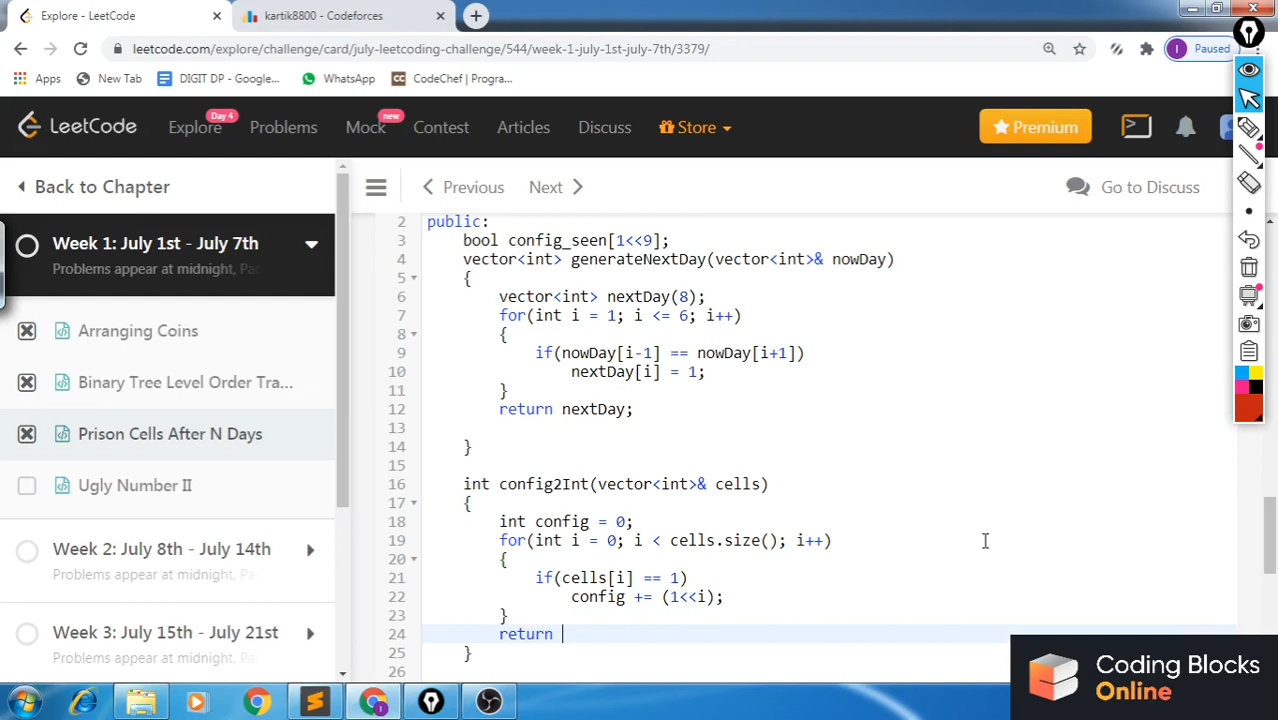 Explore - LeetCode
kartik8800 - Codeforces
leetcode.com/explore/challenge/card/july-leetcoding-challenge/544/week-1-july-1st-july-7th/3379/
I
Paused
Apps
New Tab
DIGIT DP - Google...
WhatsApp
CC
CodeChef | Progra...
LeetCode
Explore
Day 4
Problems
Mock
new
Contest
Articles
Discuss
Store
Premium
Back to Chapter
Previous
Next
Go to Discuss
Week 1: July 1st - July 7th
Problems appear at midnight, Pac
Arranging Coins
Binary Tree Level Order Tra...
Prison Cells After N Days
Ugly Number II
Week 2: July 8th - July 14th
Problems appear at midnight, Pac
Week 3: July 15th - July 21st
Problems appear at midnight, Pac
2 public:
3 bool config_seen[1<<9];
4 vector<int> generateNextDay(vector<int>& nowDay)
5 {
6 vector<int> nextDay(8);
7 for(int i = 1; i <= 6; i++)
8 {
9 if(nowDay[i-1] == nowDay[i+1])
10 nextDay[i] = 1;
11 }
12 return nextDay;
13
14 }
15
16 int config2Int(vector<int>& cells)
17 {
18 int config = 0;
19 for(int i = 0; i < cells.size(); i++)
20 {
21 if(cells[i] == 1)
22 config += (1<<i);
23 }
24 return
25 }
26
Coding Blocks
Online